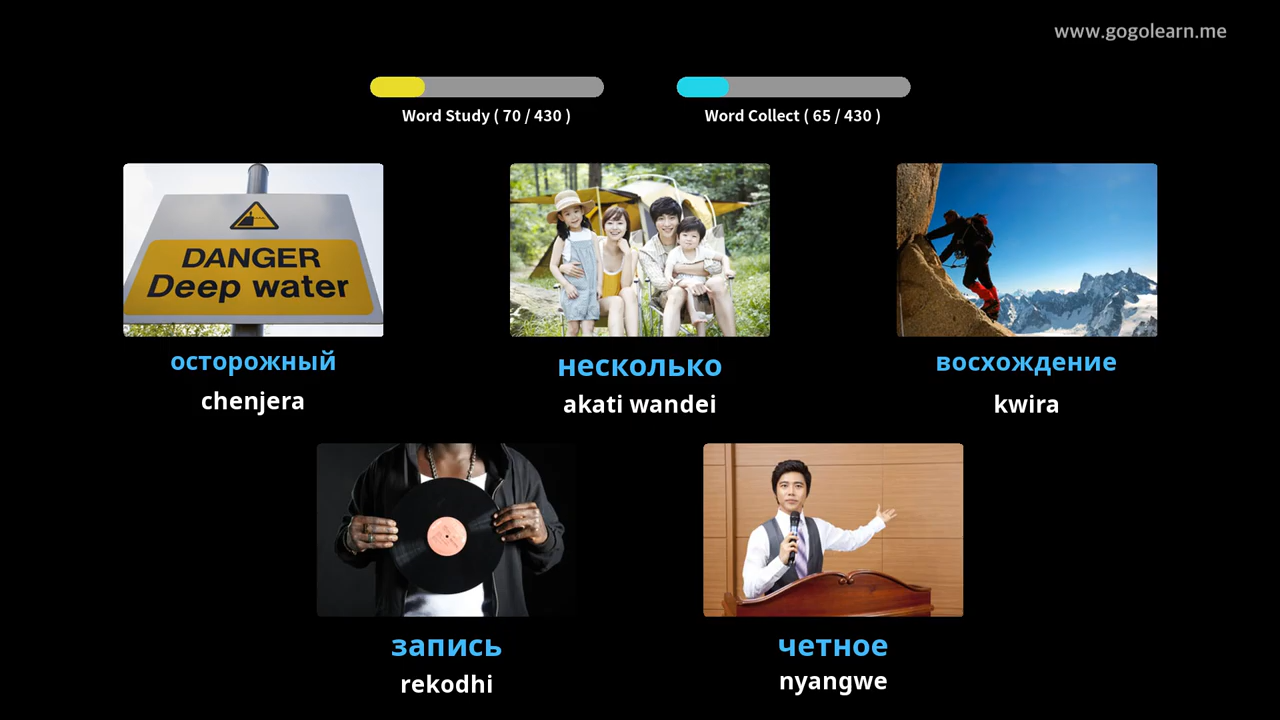 www.gogolearn.me
Word Study ( 70 / 430 )
Word Collect ( 65 / 430 )
DANGER
Deep water
осторожный
chenjera
несколько
akati wandei
восхождение
kwira
запись
rekodhi
четное
nyangwe